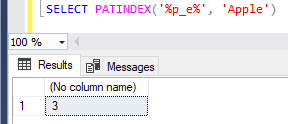 SELECT PATINDEX('%p_e%', 'Apple')
100 %
Results Messages
(No column name)
1 3